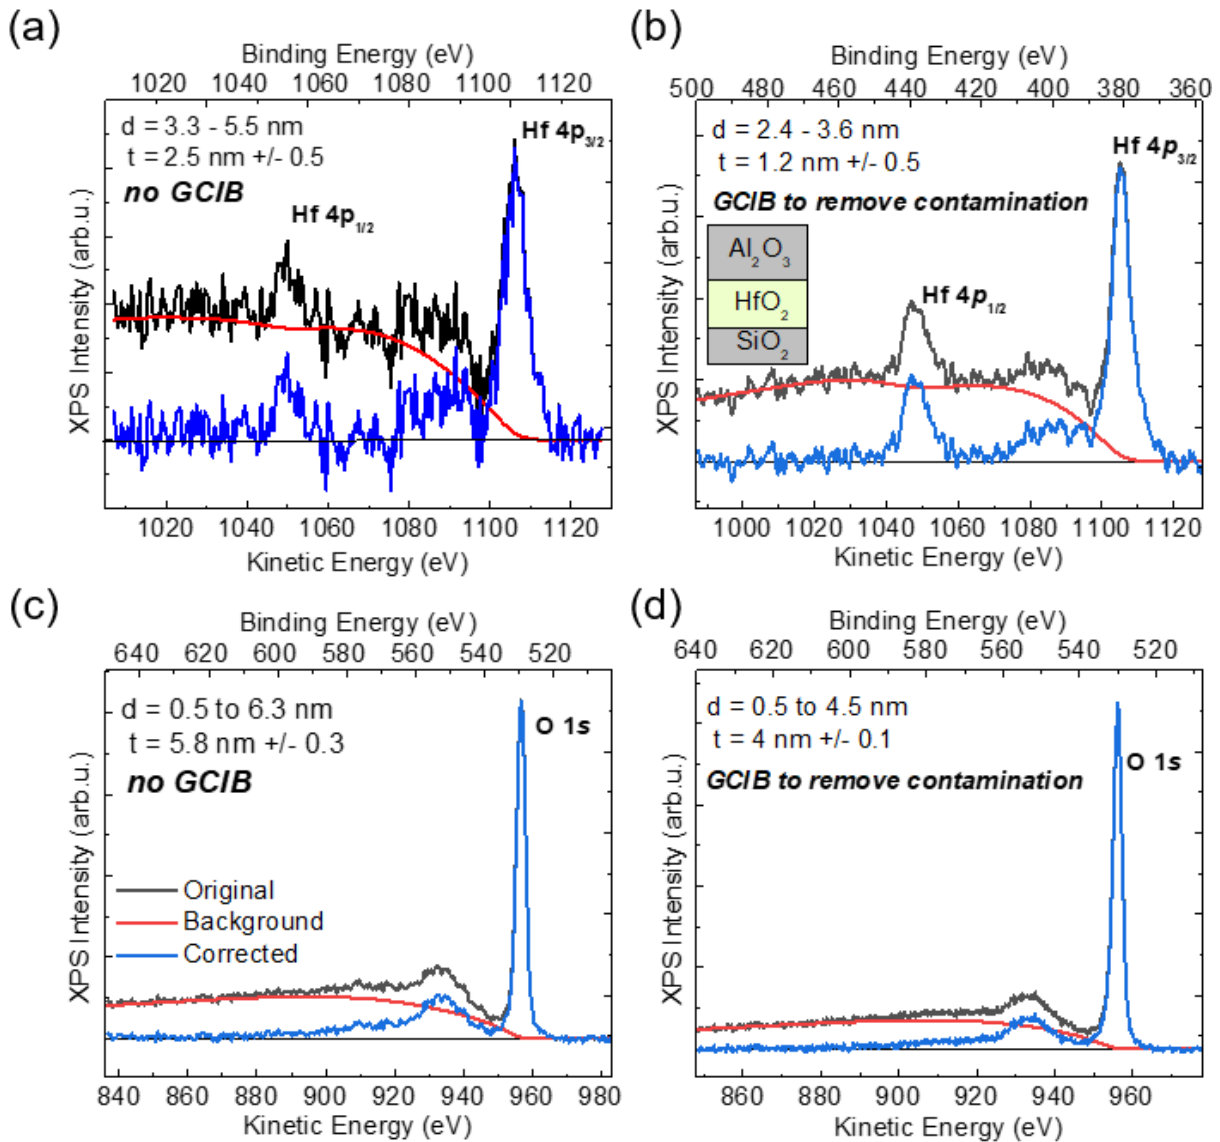 (a)
Binding Energy (eV)
1020 1040 1060 1080 1100 1120
d = 3.3 - 5.5 nm
t = 2.5 nm +/- 0.5
no GCIB
Hf 4p3/2
Hf 4p1/2
XPS Intensity (arb.u.)
1020 1040 1060 1080 1100 1120
Kinetic Energy (eV)
(b)
Binding Energy (eV)
500 480 460 440 420 400 380 360
d = 2.4 - 3.6 nm
t = 1.2 nm +/- 0.5
GCIB to remove contamination
Hf 4p3/2
Al2O3
HfO2
SiO2
Hf 4p1/2
XPS Intensity (arb.u.)
1000 1020 1040 1060 1080 1100 1120
Kinetic Energy (eV)
(c)
Binding Energy (eV)
640 620 600 580 560 540 520
d = 0.5 to 6.3 nm
t = 5.8 nm +/- 0.3
no GCIB
O 1s
Original
Background
Corrected
XPS Intensity (arb.u.)
840 860 880 900 920 940 960 980
Kinetic Energy (eV)
(d)
Binding Energy (eV)
640 620 600 580 560 540 520
d = 0.5 to 4.5 nm
t = 4 nm +/- 0.1
GCIB to remove contamination
O 1s
XPS Intensity (arb.u.)
860 880 900 920 940 960
Kinetic Energy (eV)